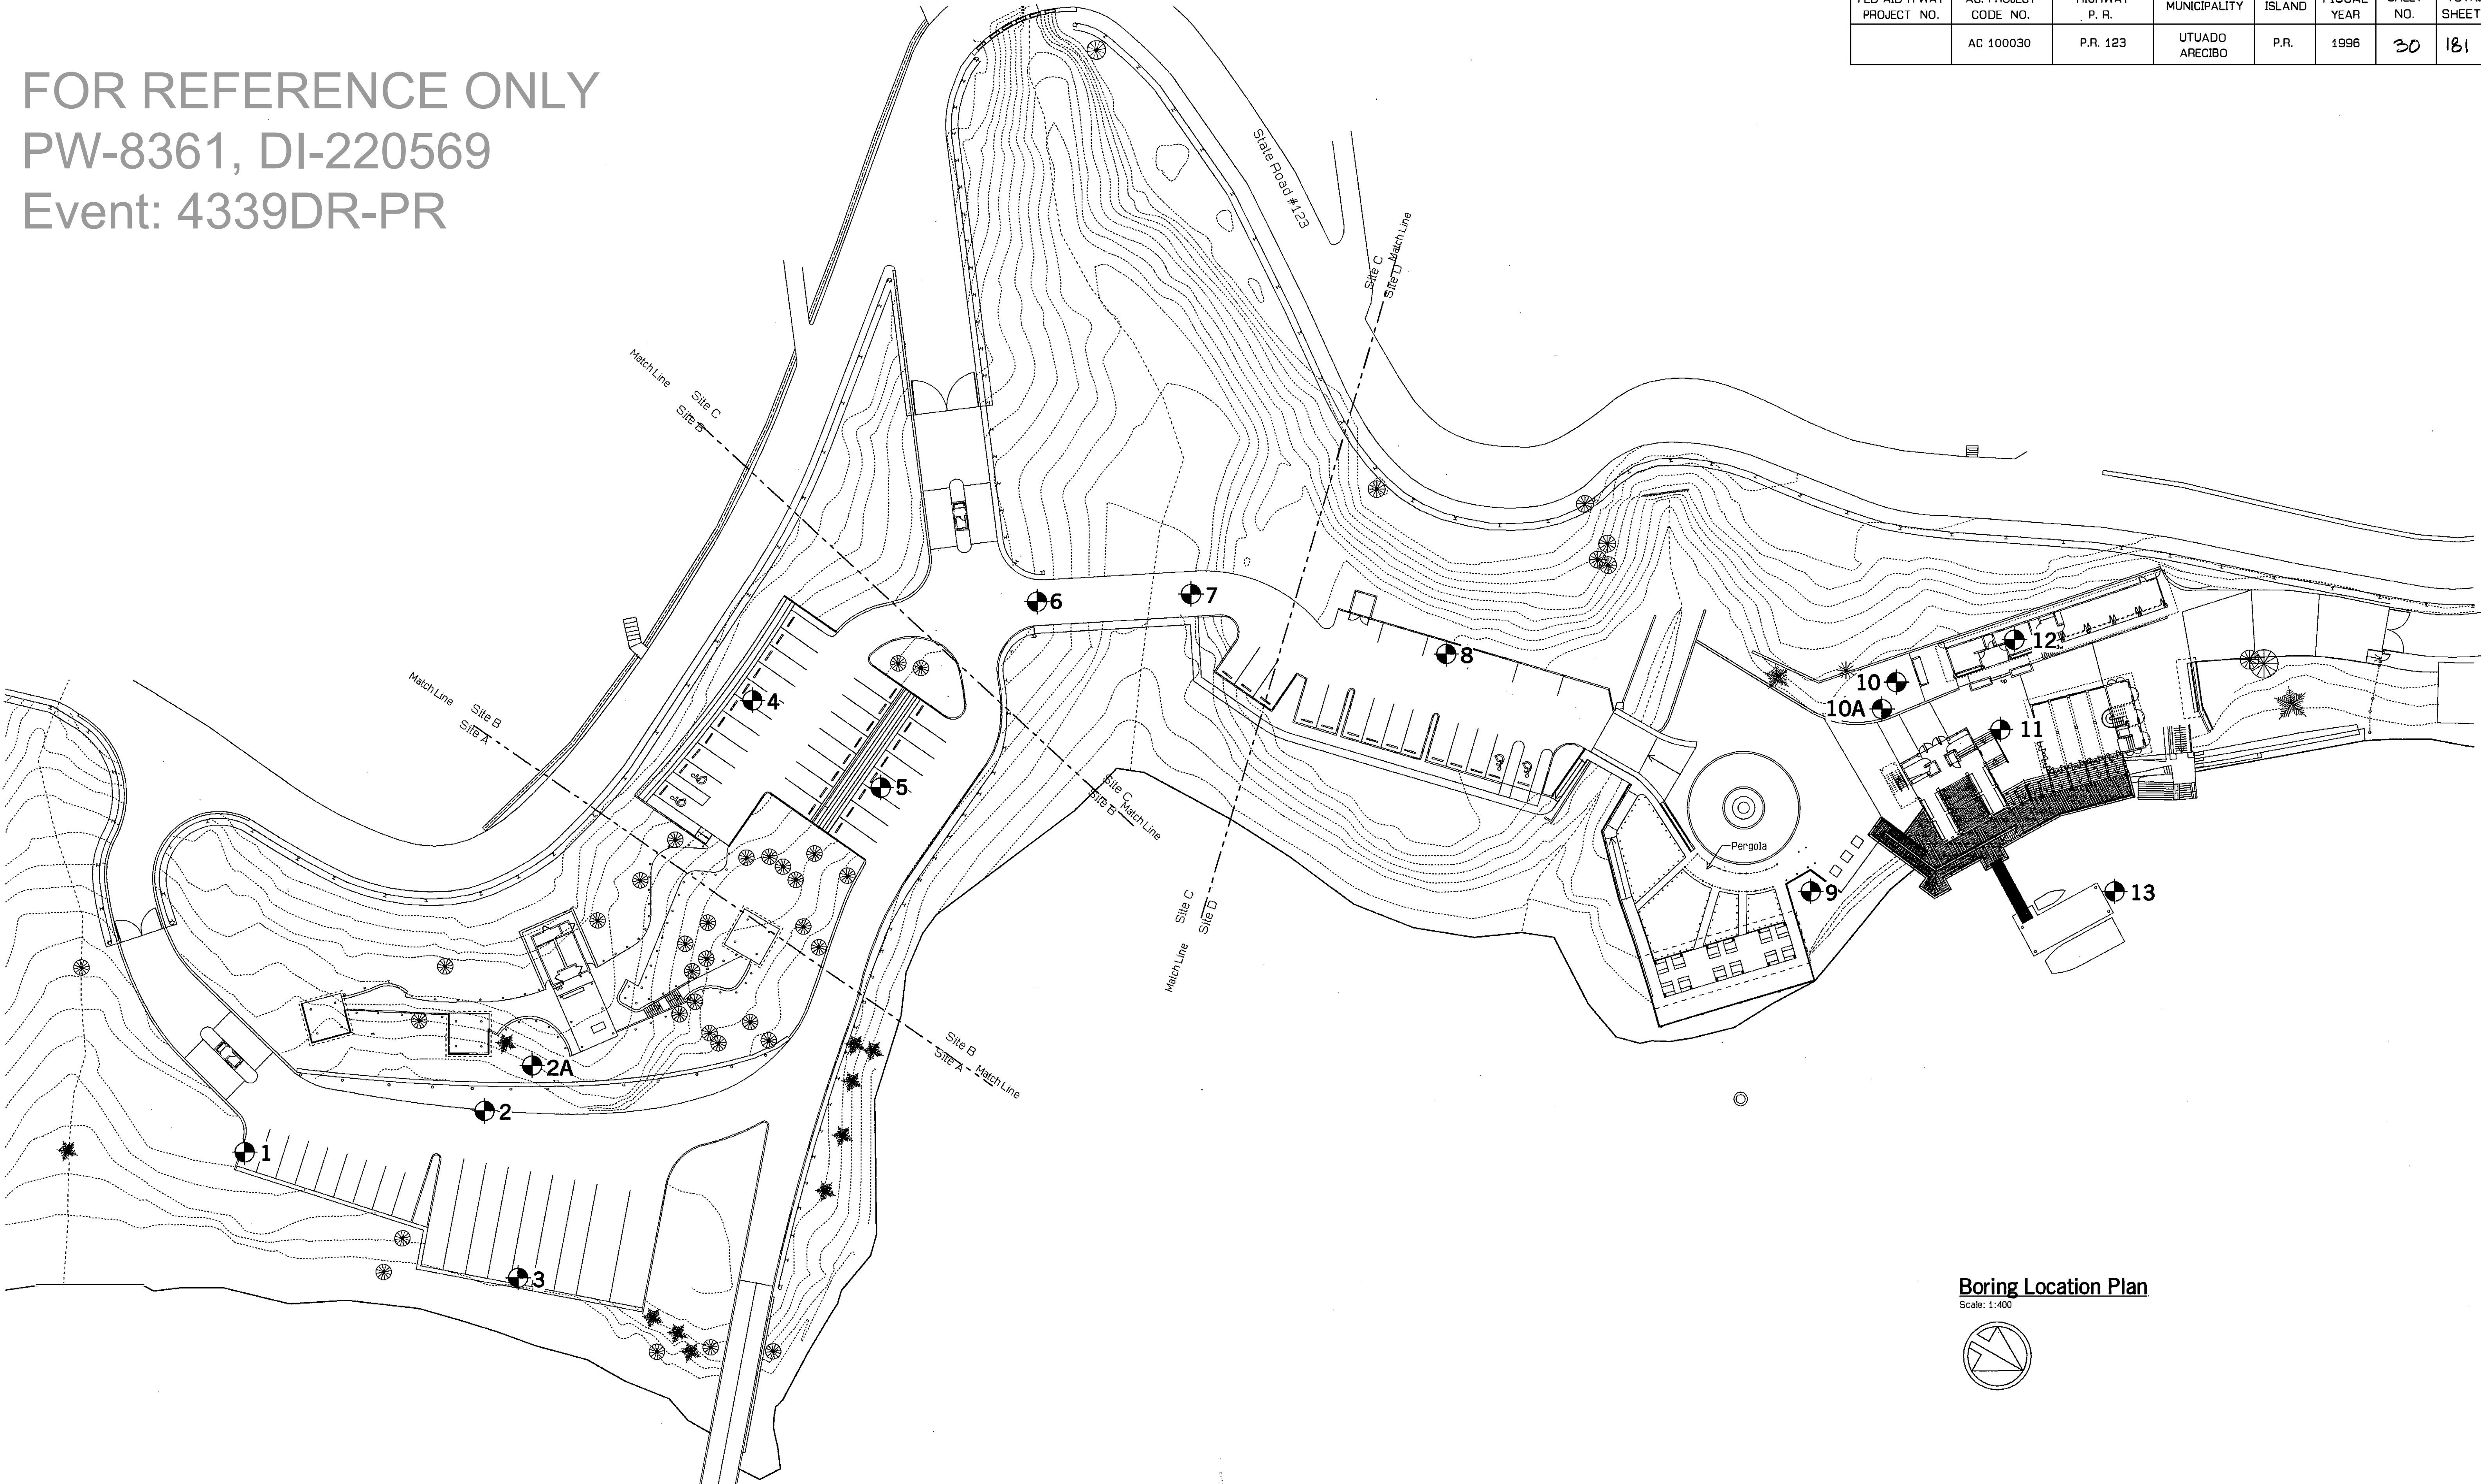 PROJECT NO.
CODE NO.
HIGHWAY
P. R.
MUNICIPALITY
ISLAND
YEAR
NO.
SHEET
AC 100030
P.R. 123
UTUADO
ARECIBO
P.R.
1996
30
181
FOR REFERENCE ONLY
PW-8361, DI-220569
Event: 4339DR-PR
State Road #123
Site C Match Line
Site D
Match Line Site C
Site B
Match Line Site B
Site A
6
7
8
4
5
12
10
10A
11
Site C
Site B Match Line
Pergola
9
13
Match Line Site C
Site D
Site B
Site A Match Line
2A
2
1
3
Boring Location Plan
Scale: 1:400